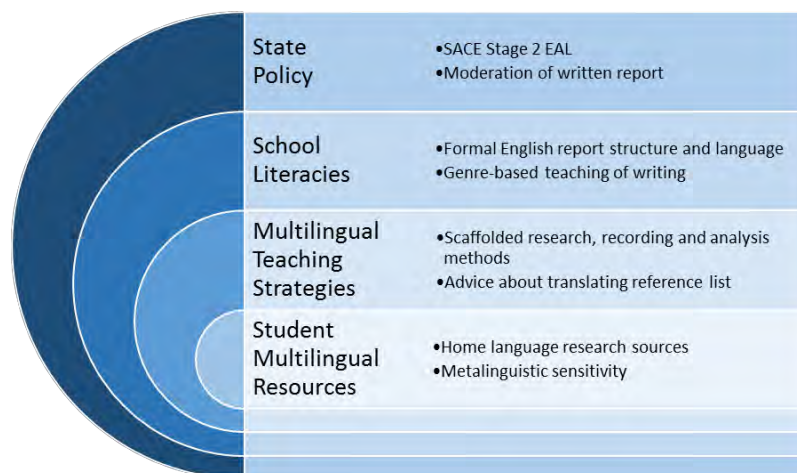 State
Policy
•SACE Stage 2 EAL
•Moderation of written report
School
Literacies
•Formal English report structure and language
•Genre-based teaching of writing
Multilingual
Teaching
Strategies
•Scaffolded research, recording and analysis
methods
•Advice about translating reference list
Student
Multilingual
Resources
•Home language research sources
•Metalinguistic sensitivity